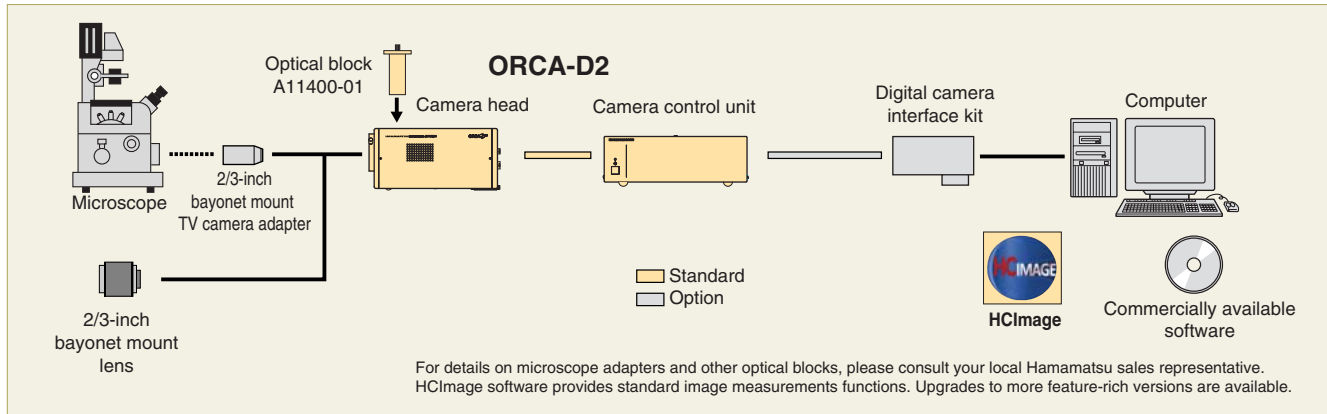 ORCA-D2
Optical block
A11400-01
Camera head
Camera control unit
Digital camera
interface kit
Computer
Microscope
2/3-inch
bayonet mount
TV camera adapter
2/3-inch
bayonet mount
lens
Standard
Option
HCIMAGE
HCImage
Commercially available
software
For details on microscope adapters and other optical blocks, please consult your local Hamamatsu sales representative.
HCImage software provides standard image measurements functions. Upgrades to more feature-rich versions are available.